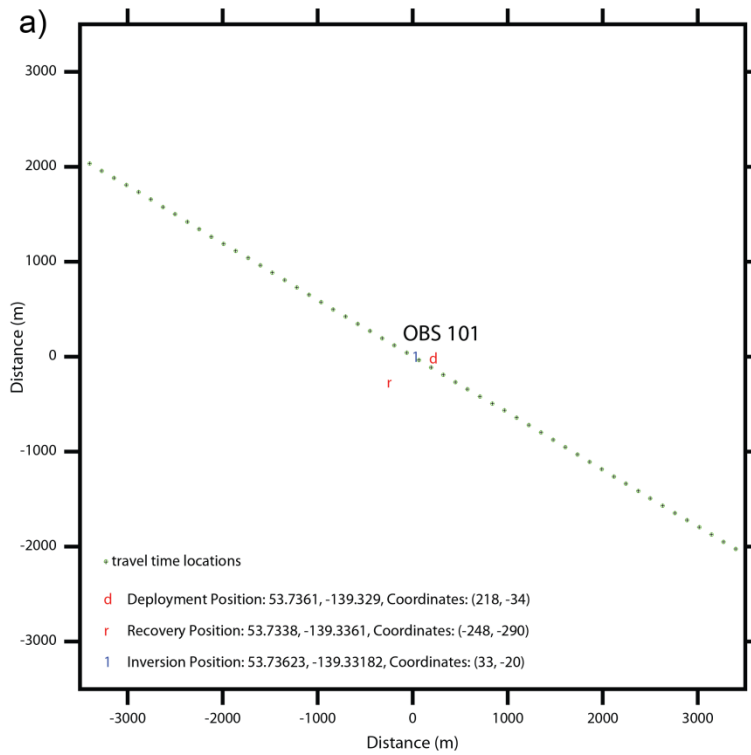 a)
3000
2000
1000
0
-1000
-2000
-3000
Distance (m)
OBS 101
1 d
r
travel time locations
d Deployment Position: 53.7361, -139.329, Coordinates: (218, -34)
r Recovery Position: 53.7338, -139.3361, Coordinates: (-248, -290)
1 Inversion Position: 53.73623, -139.33182, Coordinates: (33, -20)
-3000 -2000 -1000 0 1000 2000 3000
Distance (m)